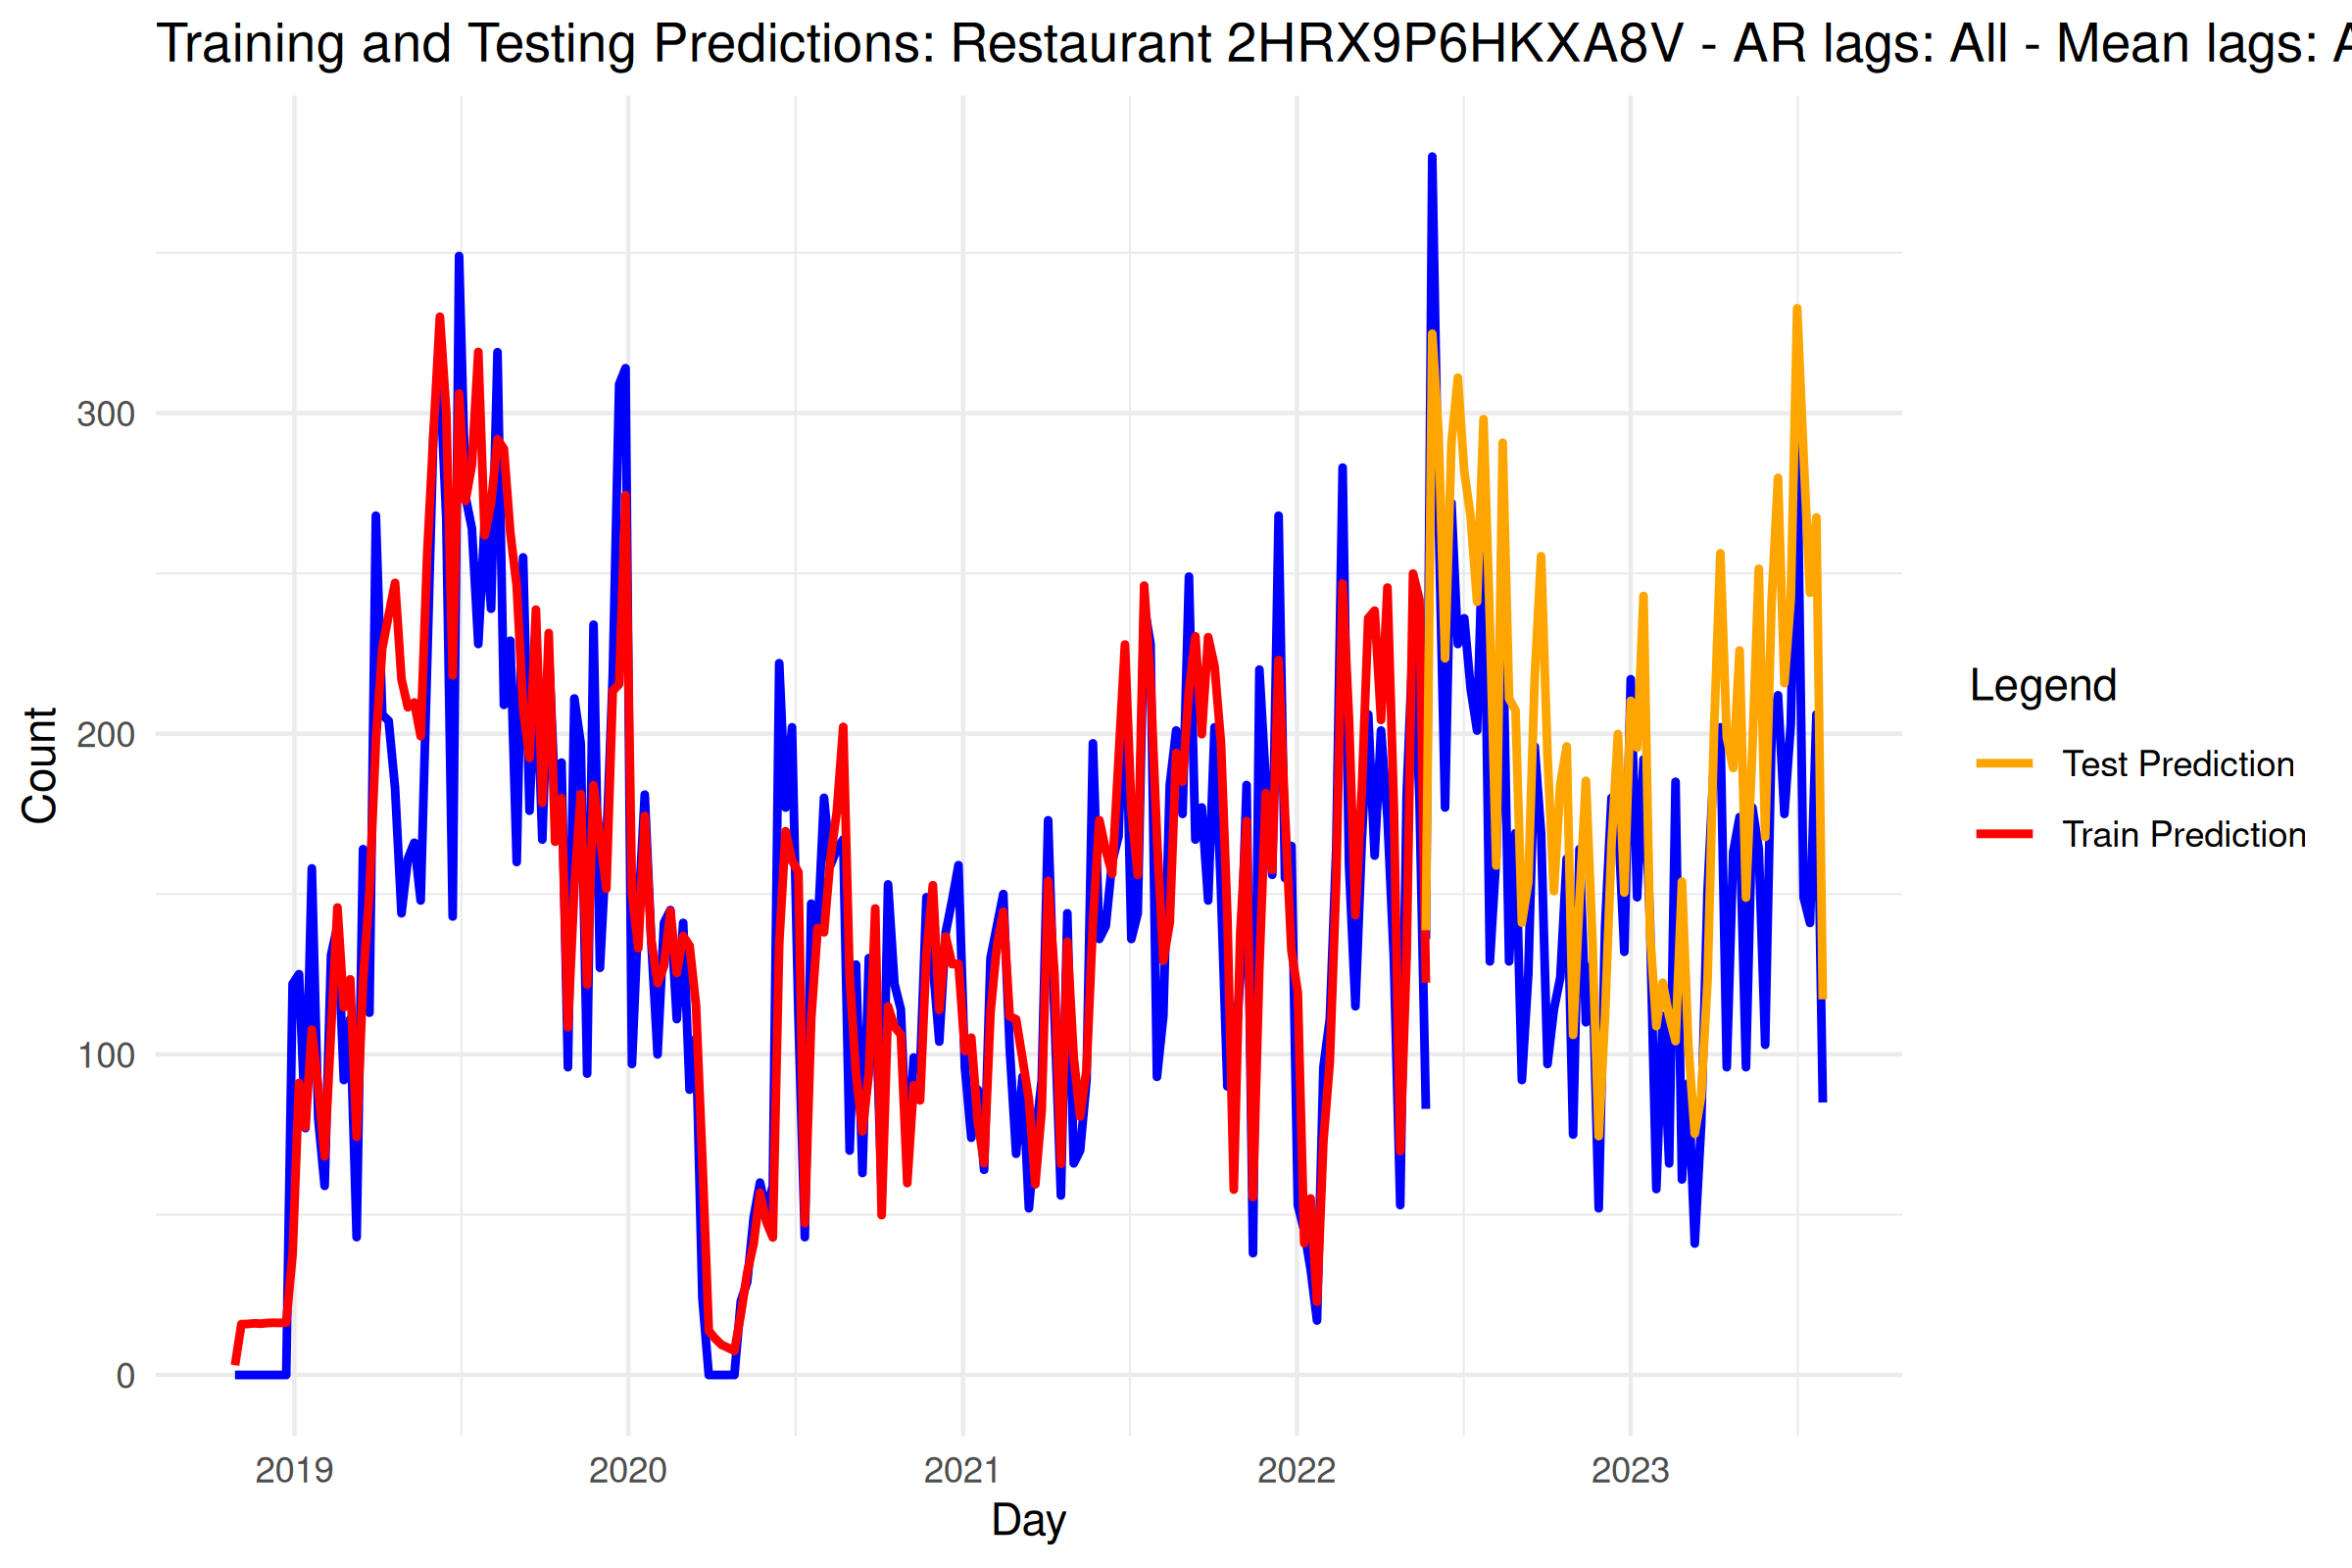 Training and Testing Predictions: Restaurant 2HRX9P6HKXA8V - AR lags: All - Mean lags:
Count
300
200
100
0
2019
2020
2021
2022
2023
Day
Legend
Test Prediction
Train Prediction